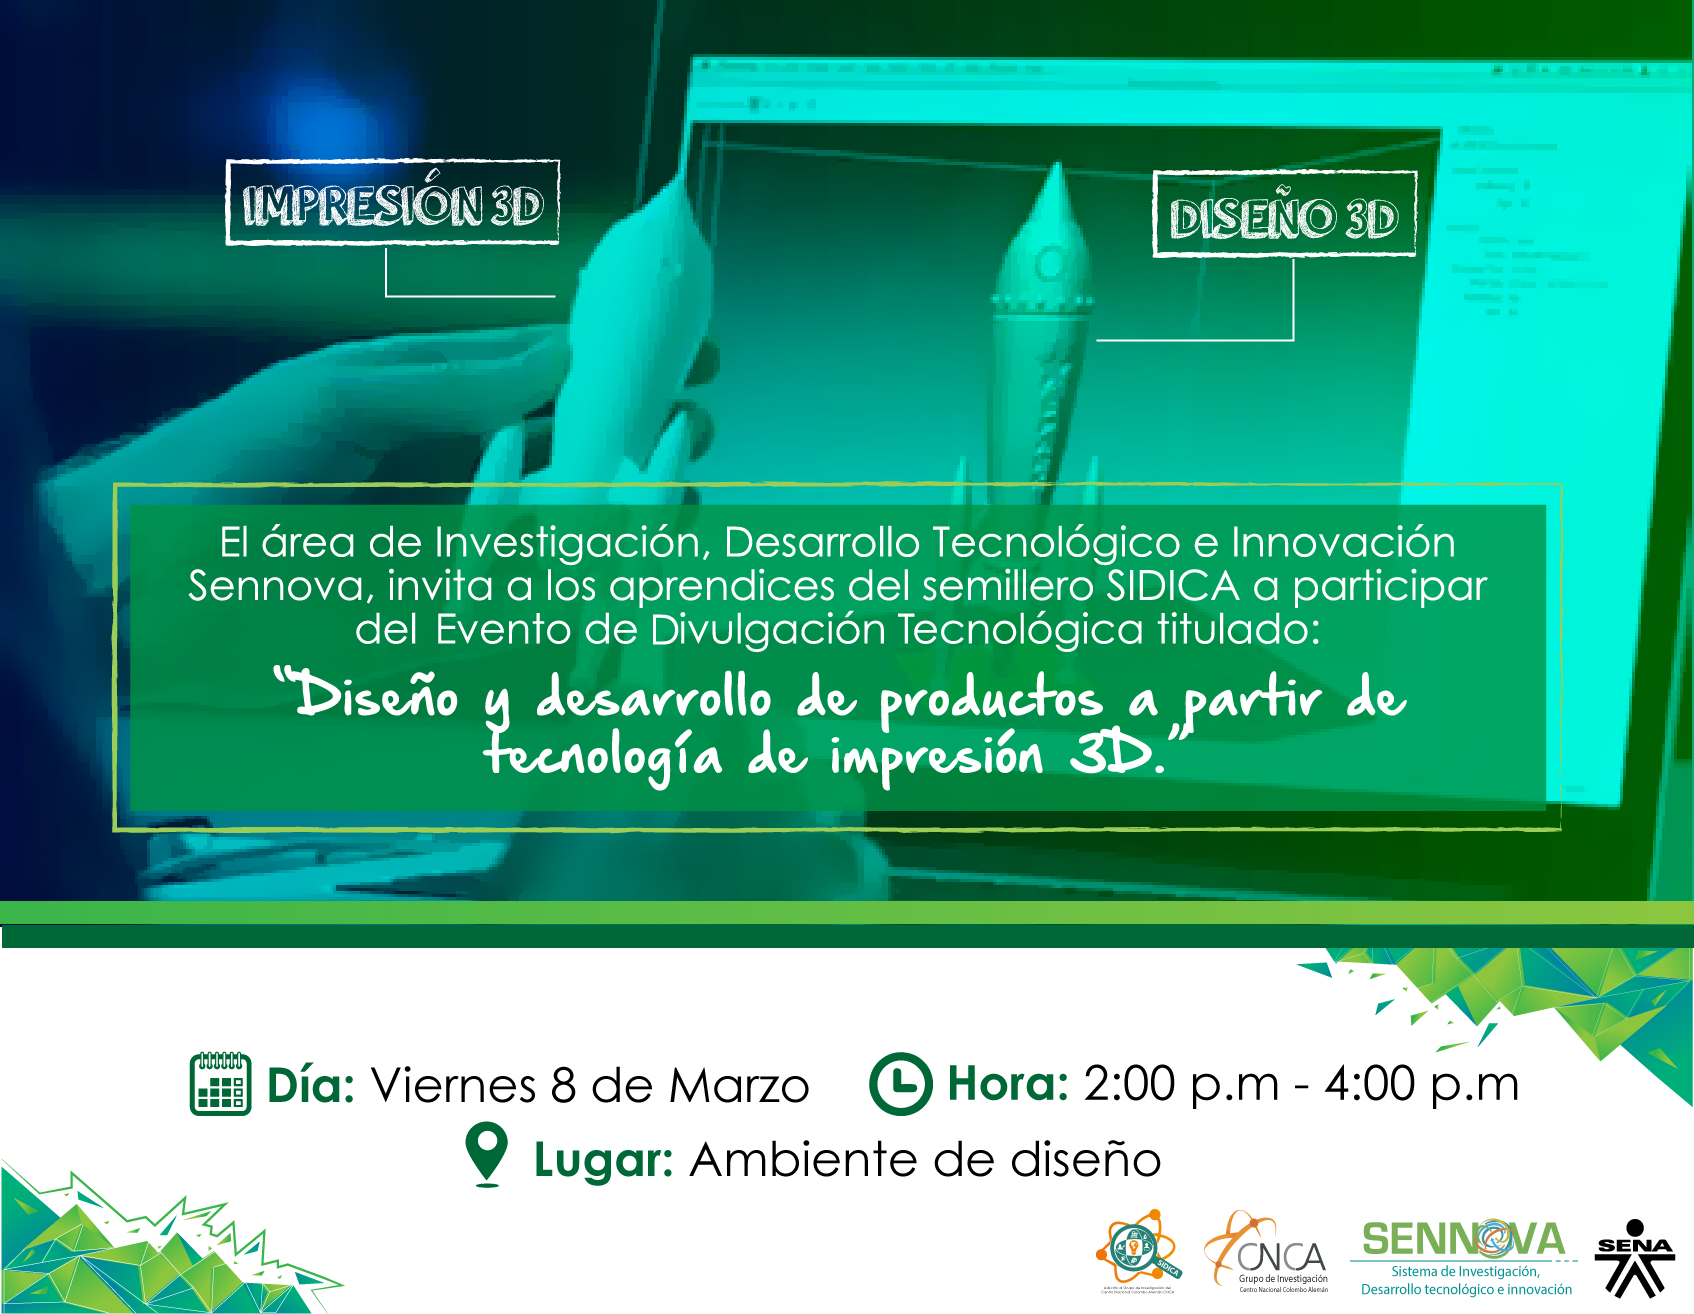 IMPRESIÓN 3D
DISEÑO 3D
El área de Investigación, Desarrollo Tecnológico e Innovación
Sennova, invita a los aprendices del semillero SIDICA a participar
del Evento de Divulgación Tecnológica titulado:
“Diseño y desarrollo de productos a partir de
tecnología de impresión 3D.”
Día: Viernes 8 de Marzo
Hora: 2:00 p.m - 4:00 p.m
Lugar: Ambiente de diseño
SIDICA
CNCA
Grupo de Investigación
Centro Nacional Colombo Alemán
SENNOVA
Sistema de Investigación,
Desarrollo tecnológico e innovación
SENA